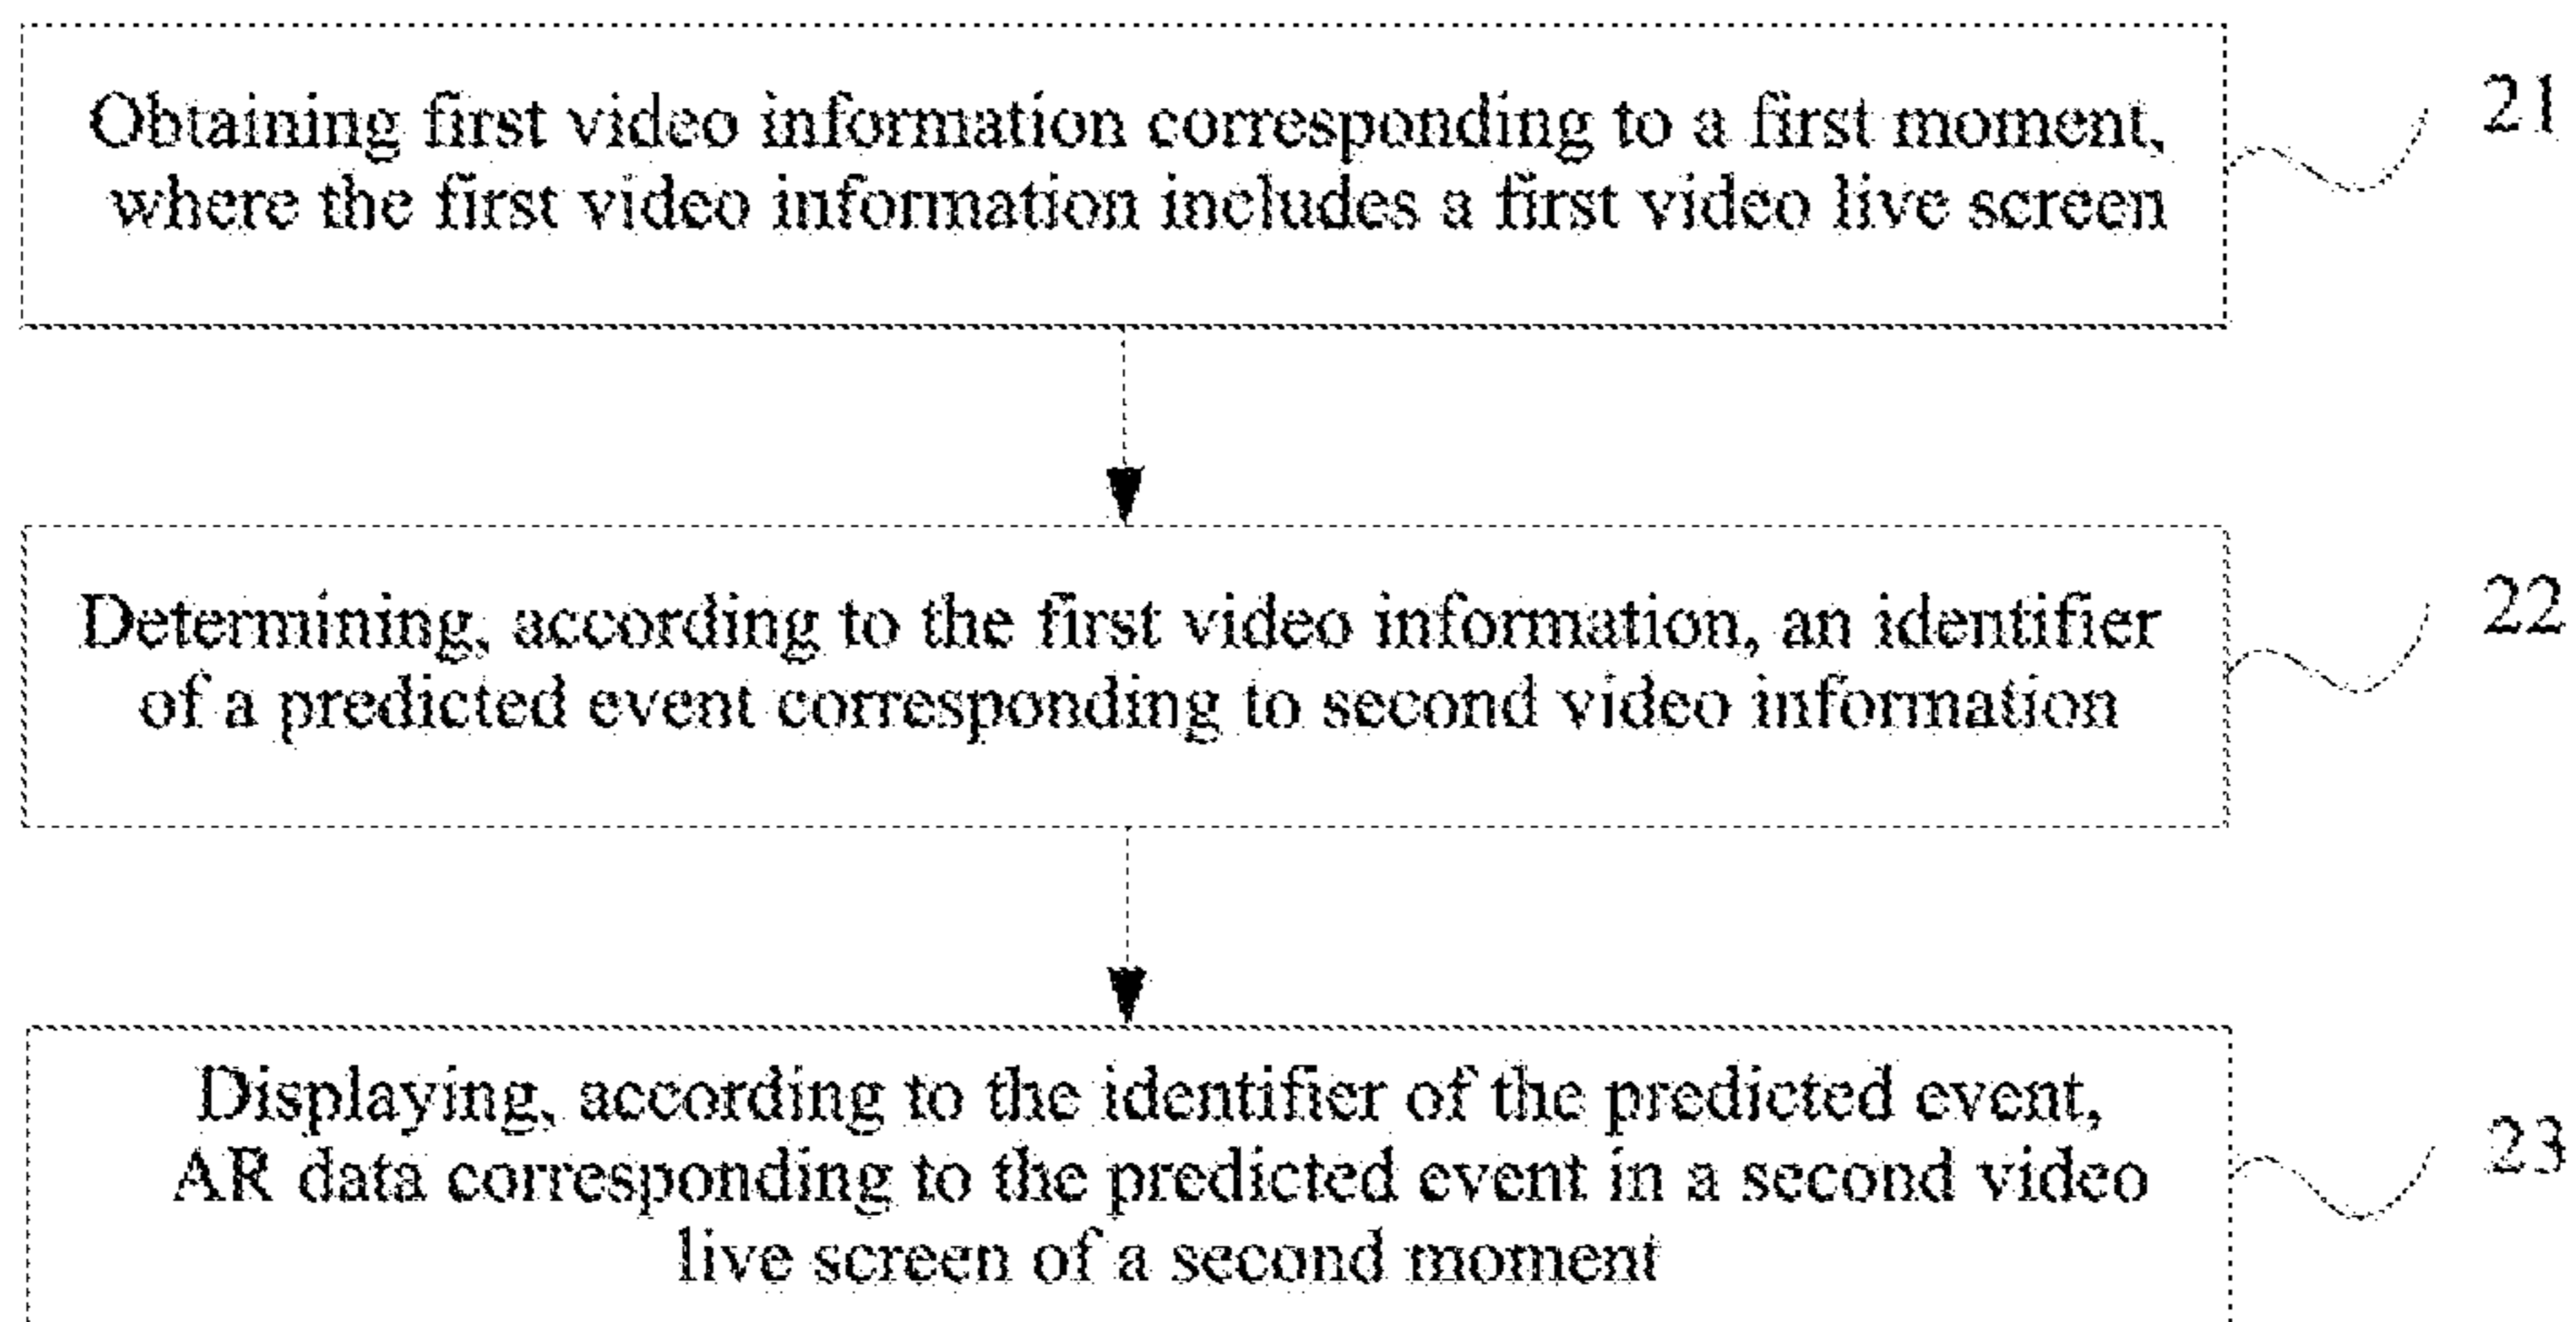 Obtaining first video information corresponding to a first moment,
where the first video information includes a first video live screen
21
Determining, according to the first video information, an identifier
of a predicted event corresponding to second video information
22
Displaying, according to the identifier of the predicted event,
AR data corresponding to the predicted event in a second video
live screen of a second moment
23